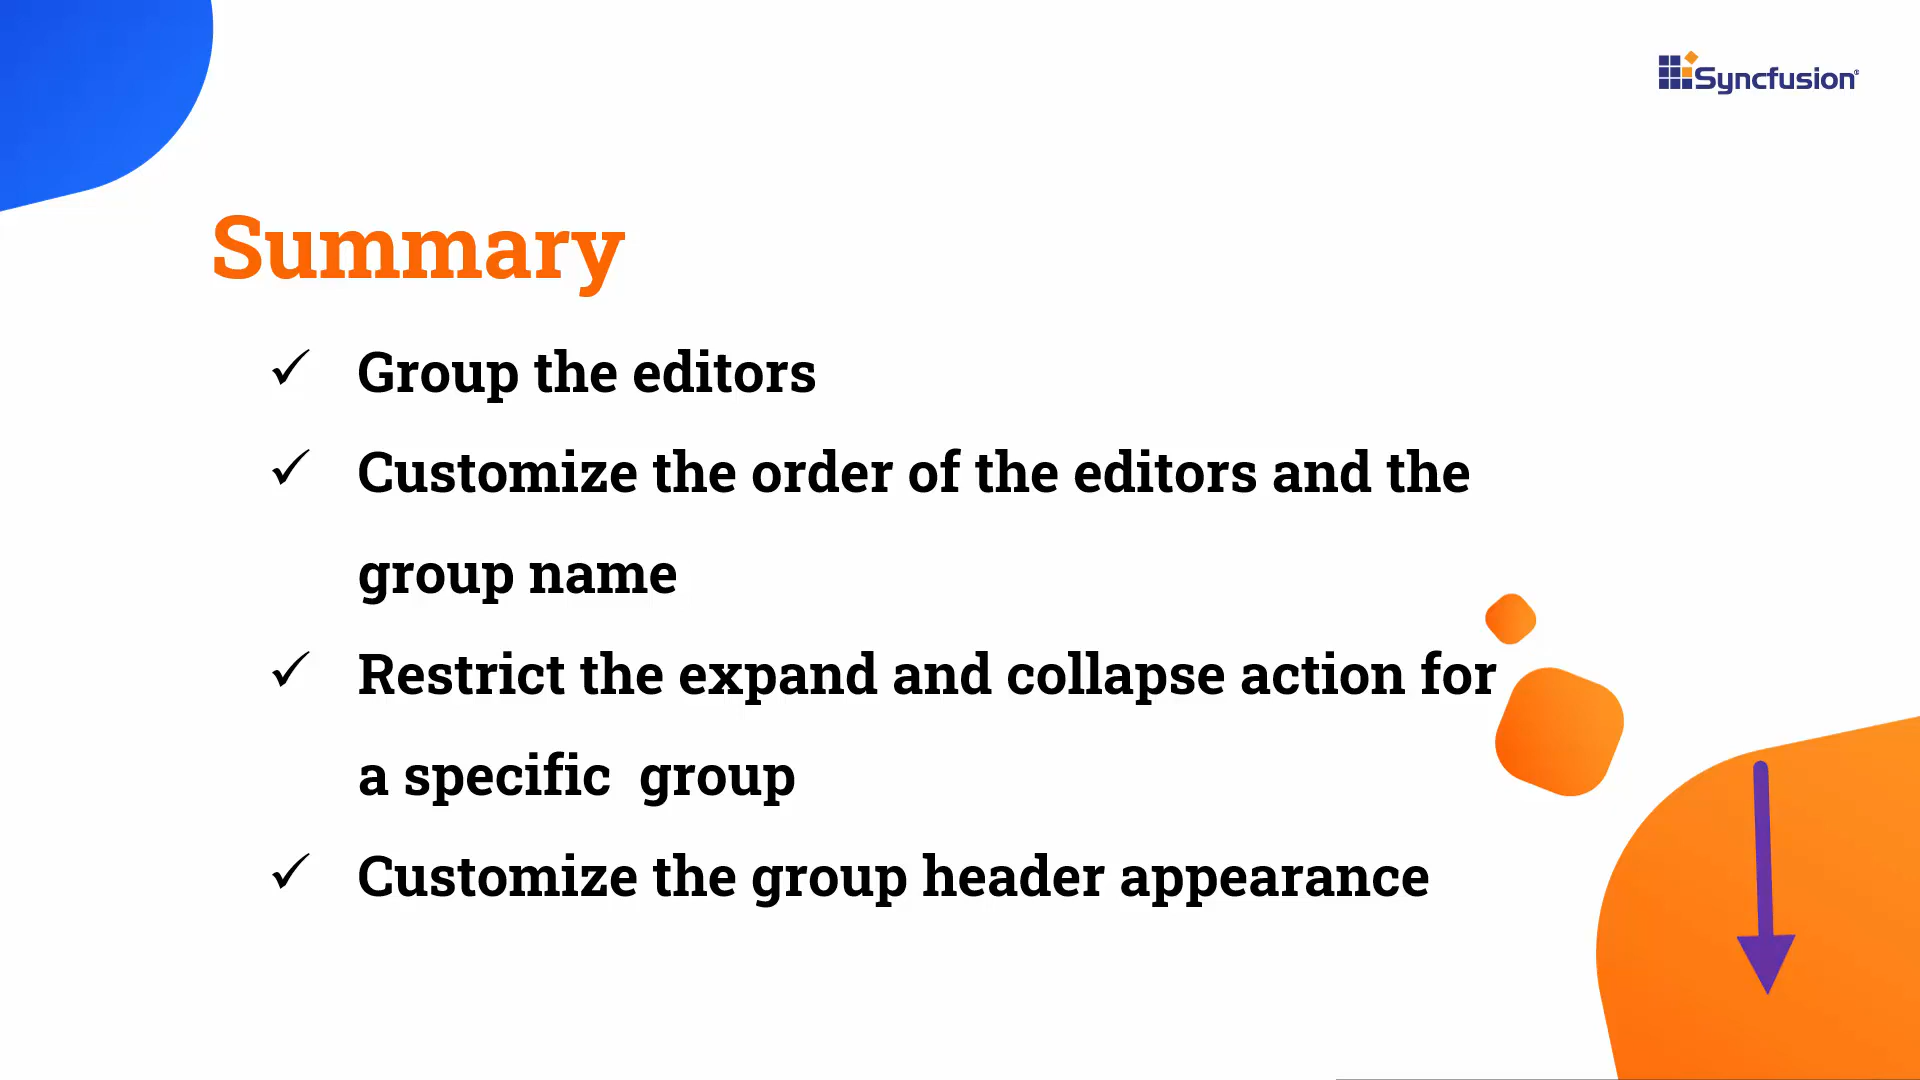 Syncfusion®
Summary
✓ Group the editors
✓ Customize the order of the editors and the
group name
✓ Restrict the expand and collapse action for
a specific  group
✓ Customize the group header appearance